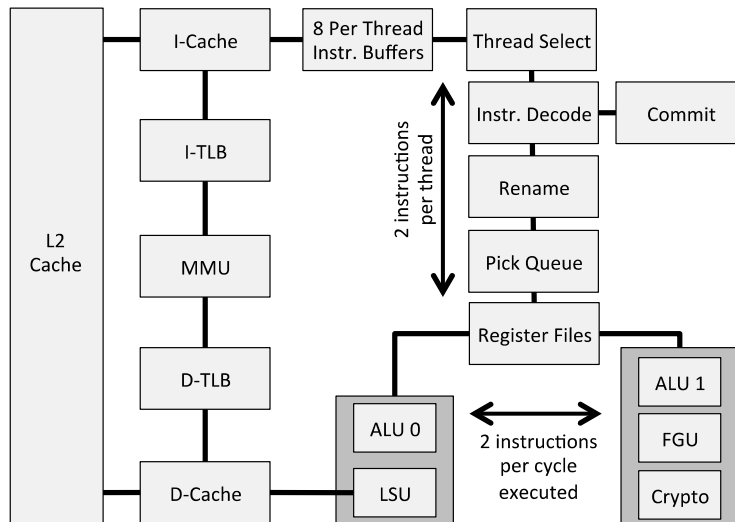 I-Cache
8 Per Thread
Instr. Buffers
Thread Select
Instr. Decode
Commit
I-TLB
2 instructions
per thread
Rename
L2
Cache
MMU
Pick Queue
Register Files
D-TLB
ALU 0
ALU 1
2 instructions
per cycle
executed
FGU
D-Cache
LSU
Crypto